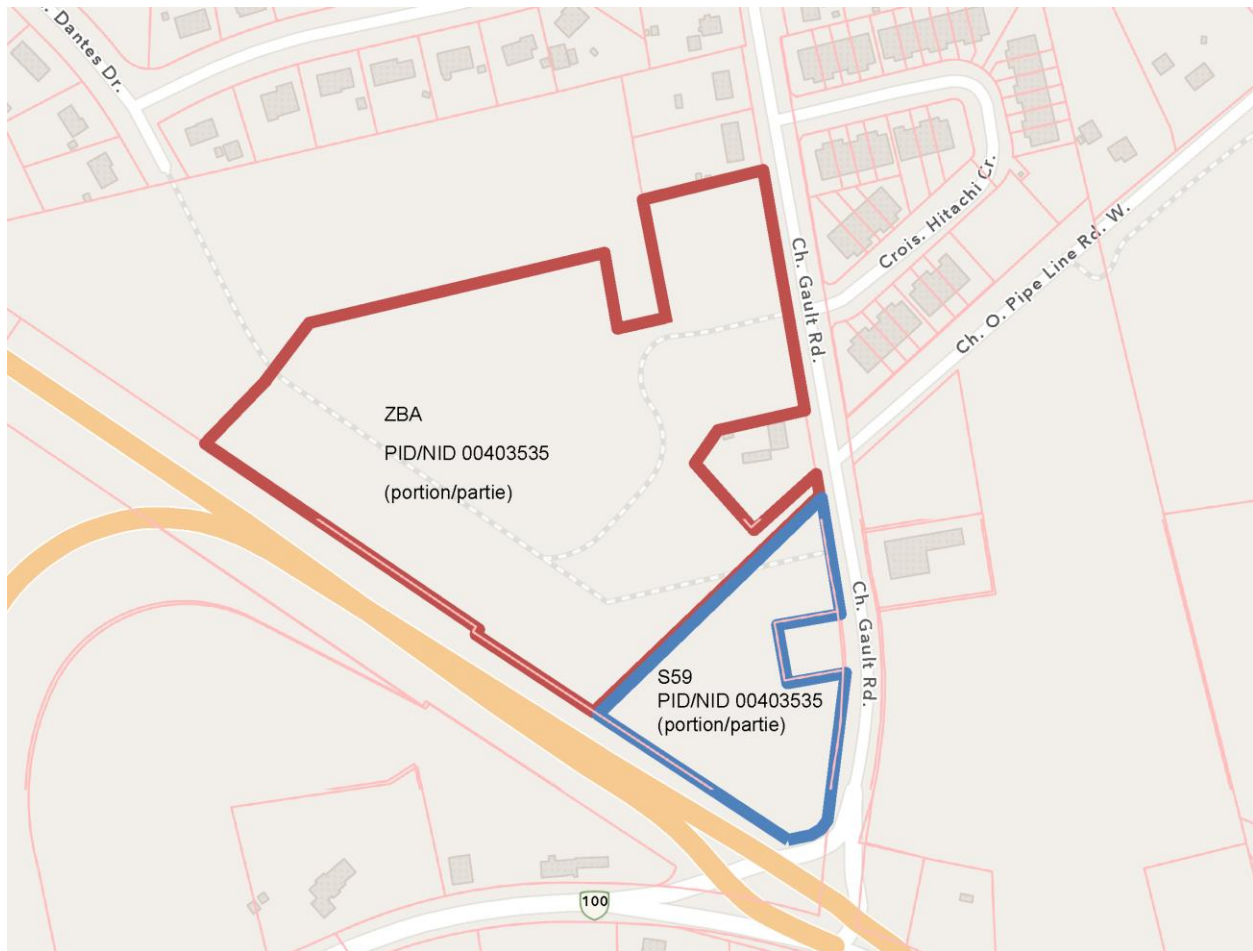 Dantes Dr.
Crois. Hitachi Cr.
Ch. O. Pipe Line Rd. W.
Ch. Gault Rd.
ZBA
PID/NID 00403535
(portion/partie)
Ch. Gault Rd.
S59
PID/NID 00403535
(portion/partie)
100